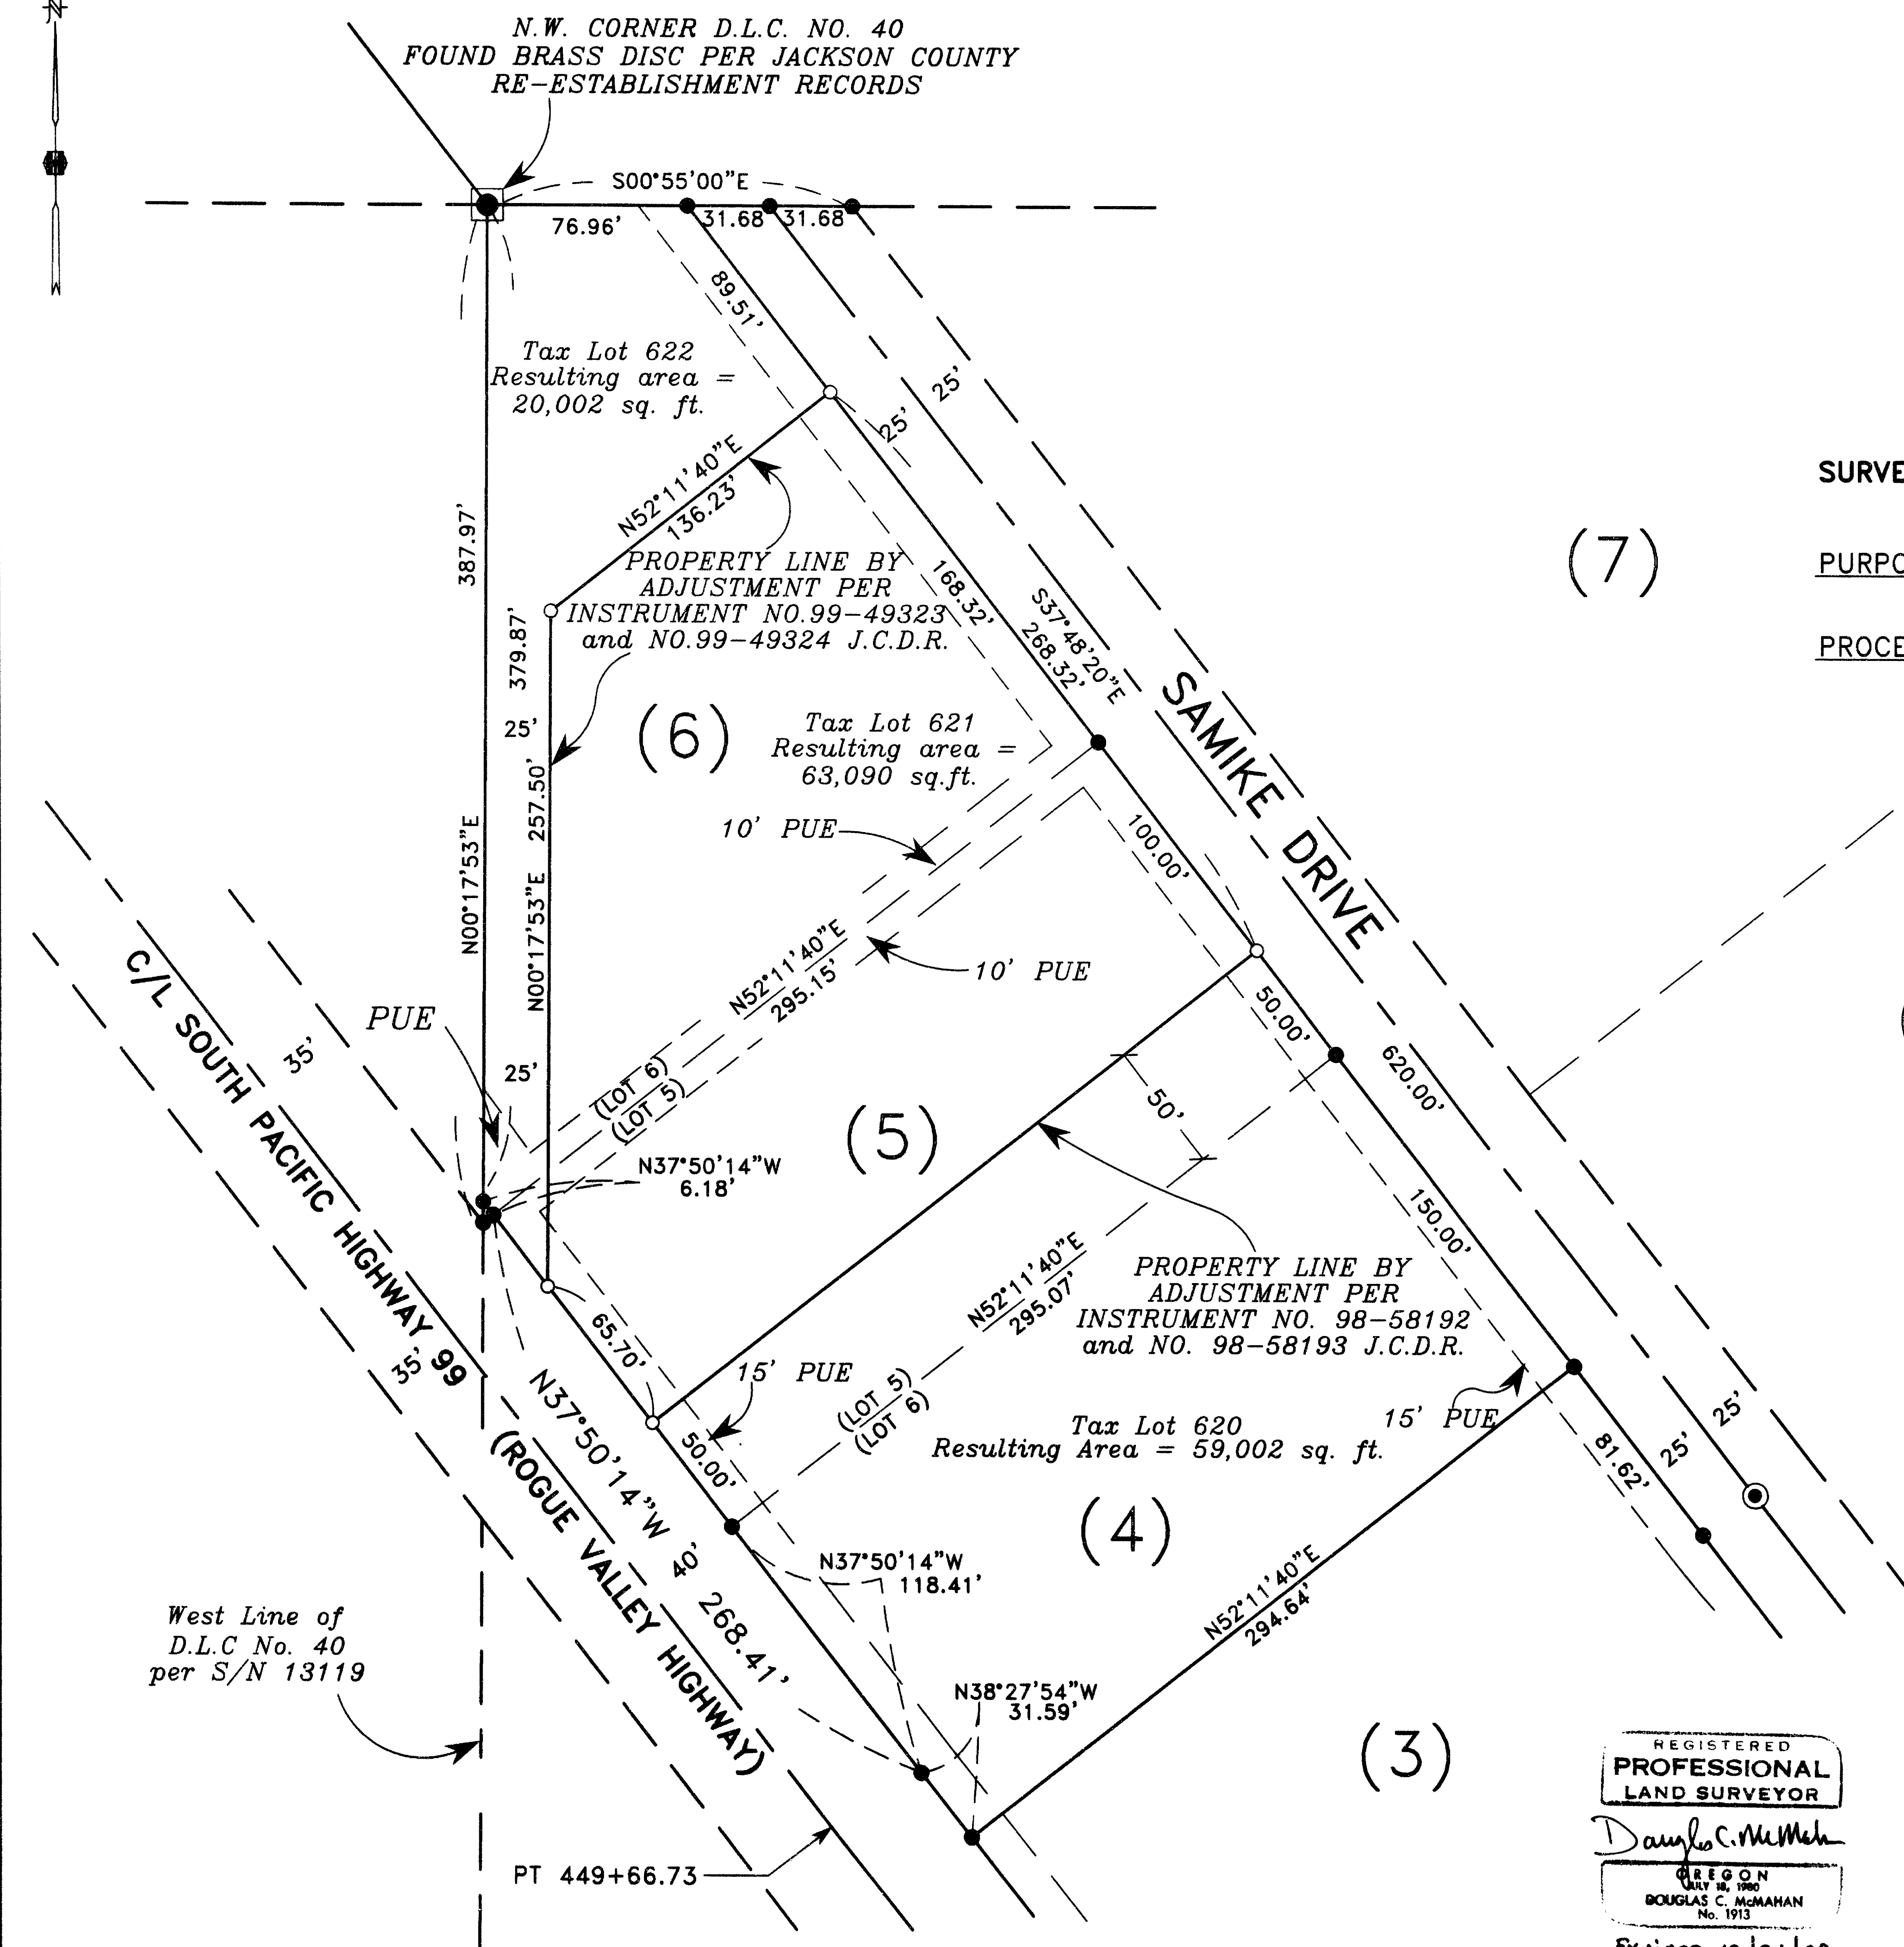 N
N.W. CORNER D.L.C. NO. 40
FOUND BRASS DISC PER JACKSON COUNTY
RE-ESTABLISHMENT RECORDS
S00°55'00"E
76.96'
31.68
31.68
89.51'
Tax Lot 622
Resulting area =
20,002 sq. ft.
25'
25'
N52°11'40"E
136.23'
387.97'
PROPERTY LINE BY
ADJUSTMENT PER
INSTRUMENT NO.99-49323
and NO.99-49324 J.C.D.R.
168.32'
S37°48'20"E
268.32'
SURVE
(7)
PURPO
PROCE
379.87'
25'
(6)
Tax Lot 621
Resulting area =
63,090 sq.ft.
SAMIKE DRIVE
257.50'
N00°17'53"E
N00°17'53"E
10' PUE
100.00'
N52°11'40"E
295.15'
10' PUE
C/L SOUTH PACIFIC HIGHWAY 99
(ROGUE VALLEY HIGHWAY)
PUE
35'
25'
50.00'
620.00'
(LOT 6)
(LOT 5)
(5)
50'
N37°50'14"W
6.18'
150.00'
N52°11'40"E
295.07'
PROPERTY LINE BY
ADJUSTMENT PER
INSTRUMENT NO. 98-58192
and NO. 98-58193 J.C.D.R.
65.70'
35'
15' PUE
(LOT 5)
(LOT 6)
Tax Lot 620
Resulting Area = 59,002 sq. ft.
15' PUE
25'
25'
81.62'
50.00'
N37°50'14"W
268.41'
40'
(4)
N37°50'14"W
118.41'
N52°11'40"E
294.64'
West Line of
D.L.C No. 40
per S/N 13119
N38°27'54"W
31.59'
(3)
PT 449+66.73
REGISTERED
PROFESSIONAL
LAND SURVEYOR
Douglas C. McMahan
OREGON
JULY 18, 1980
DOUGLAS C. McMAHAN
No. 1913